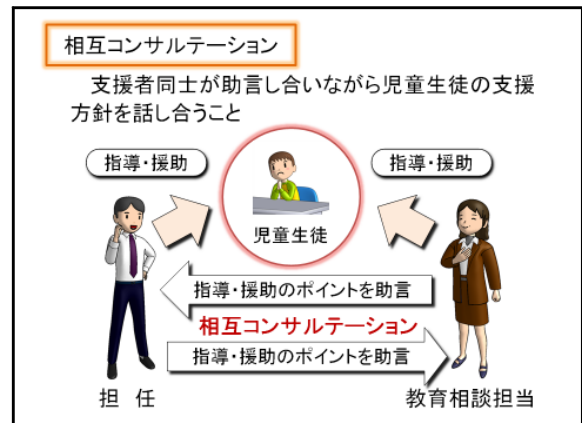 相互コンサルテーション
支援者同士が助言し合いながら児童生徒の支援
方針を話し合うこと
指導・援助
指導・援助
児童生徒
指導・援助のポイントを助言
相互コンサルテーション
指導・援助のポイントを助言
担 任
教育相談担当